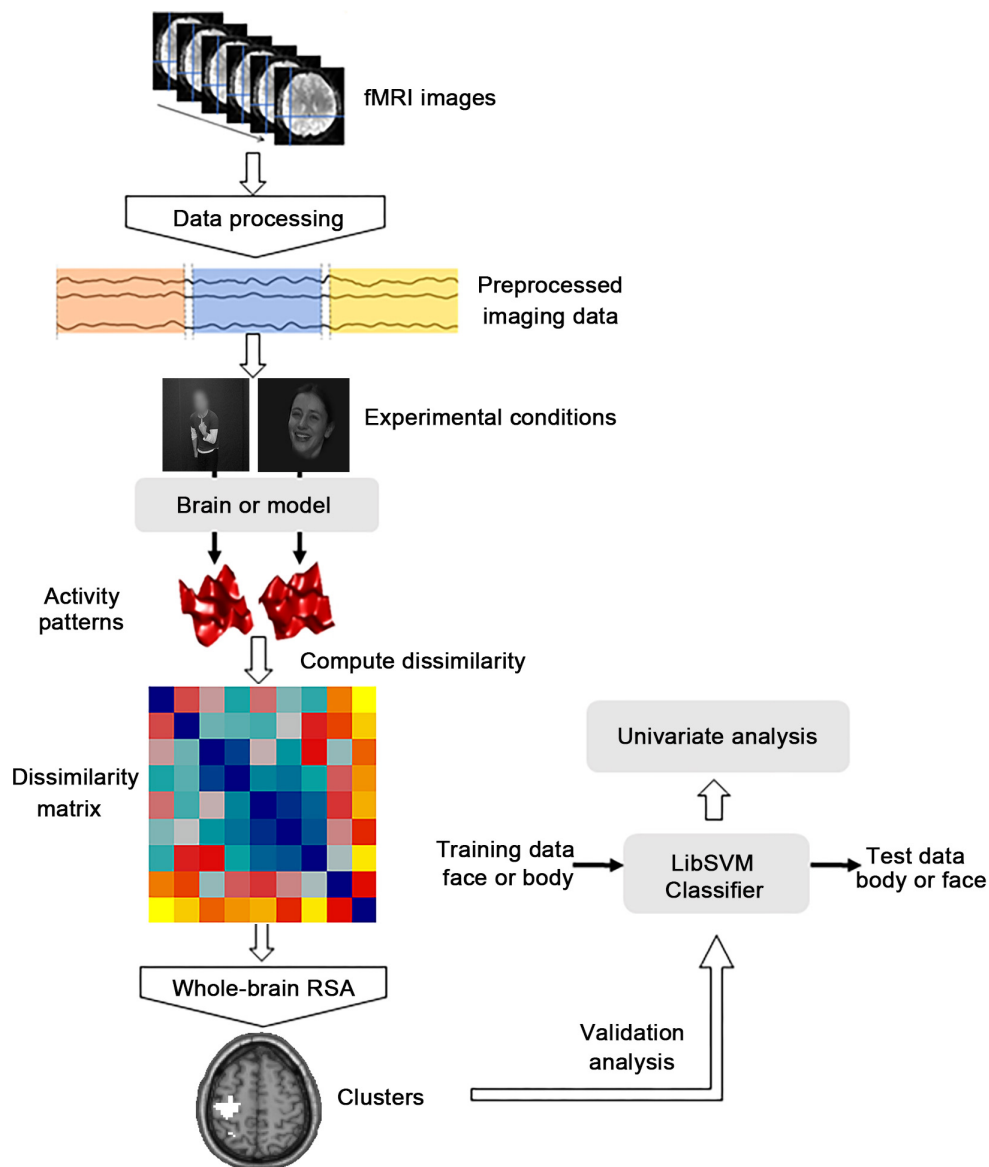 fMRI images
Data processing
Preprocessed
imaging data
Experimental conditions
Brain or model
Activity
patterns
Compute dissimilarity
Dissimilarity
matrix
Whole-brain RSA
Clusters
Validation
analysis
Training data
face or body
LibSVM
Classifier
Test data
body or face
Univariate analysis